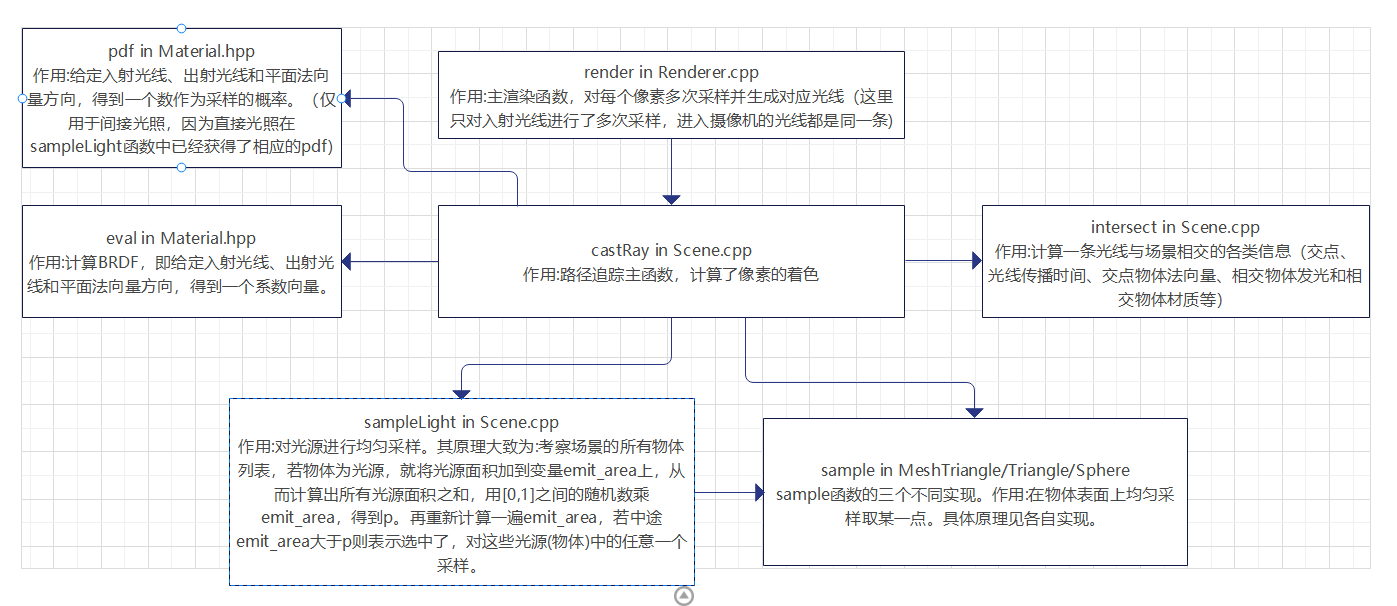 pdf in Material.hpp
作用:给定入射光线、出射光线和平面法向
量方向，得到一个数作为采样的概率。（仅
用于间接光照，因为直接光照在
sampleLight函数中已经获得了相应的pdf)
render in Renderer.cpp
作用:主渲染函数，对每个像素多次采样并生成对应光线（这里
只对入射光线进行了多次采样，进入摄像机的光线都是同一条)
eval in Material.hpp
作用:计算BRDF，即给定入射光线、出射光
线和平面法向量方向，得到一个系数向量。
castRay in Scene.cpp
作用:路径追踪主函数，计算了像素的着色
intersect in Scene.cpp
作用:计算一条光线与场景相交的各类信息（交点、
光线传播时间、交点物体法向量、相交物体发光和相
交物体材质等）
sampleLight in Scene.cpp
作用:对光源进行均匀采样。其原理大致为:考察场景的所有物体
列表，若物体为光源，就将光源面积加到变量emit_area上，从
而计算出所有光源面积之和，用[0,1]之间的随机数乘
emit_area，得到p。再重新计算一遍emit_area，若中途
emit_area大于p则表示选中了，对这些光源(物体)中的任意一个
采样。
sample in MeshTriangle/Triangle/Sphere
sample函数的三个不同实现。作用:在物体表面上均匀采
样取某一点。具体原理见各自实现。